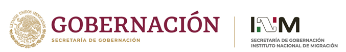 GOBERNACIÓN
SECRETARÍA DE GOBERNACIÓN
INM
SECRETARÍA DE GOBERNACIÓN
INSTITUTO NACIONAL DE MIGRACIÓN